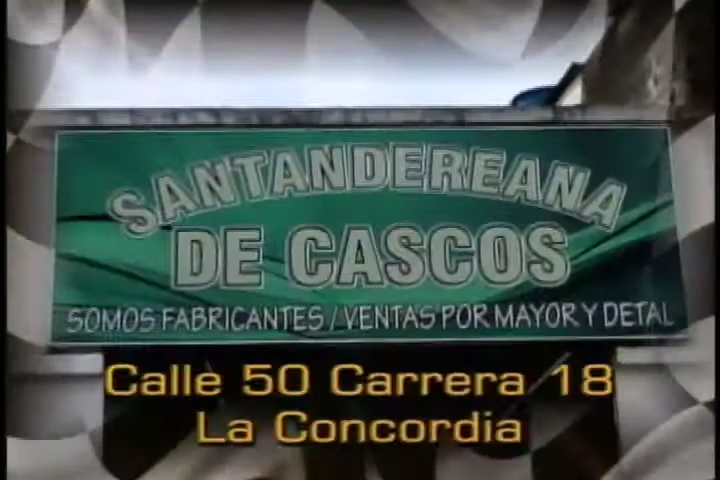 SANTANDEREANA
DE CASCOS
SOMOS FABRICANTES / VENTAS POR MAYOR Y DETAL
Calle 50 Carrera 18
La Concordia